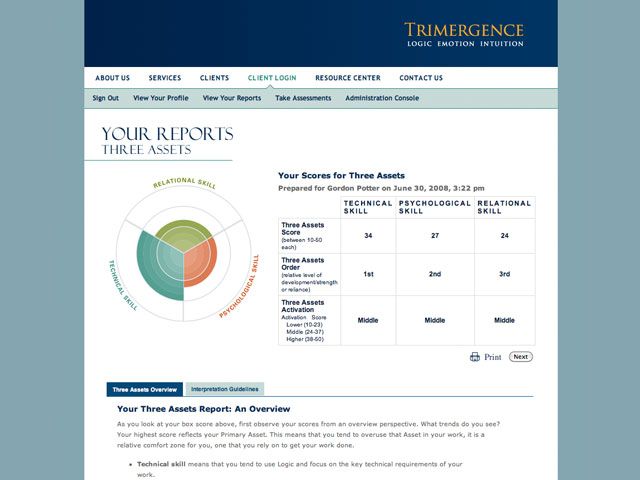 TRIMERGENCE
LOGIC EMOTION INTUITION
ABOUT US SERVICES CLIENTS CLIENT LOGIN RESOURCE CENTER CONTACT US
Sign Out View Your Profile View Your Reports Take Assessments Administration Console
YOUR REPORTS
THREE ASSETS
RELATIONAL SKILL
TECHNICAL SKILL
PSYCHOLOGICAL SKILL
Your Scores for Three Assets
Prepared for Gordon Potter on June 30, 2008, 3:22 pm
TECHNICAL SKILL PSYCHOLOGICAL SKILL RELATIONAL SKILL
Three Assets Score (between 10-50 each) 34 27 24
Three Assets Order (relative level of development/strength or reliance) 1st 2nd 3rd
Three Assets Activation Middle Middle Middle
Activation Score
Lower (10-23)
Middle (24-37)
Higher (38-50)
Print Next
Three Assets Overview Interpretation Guidelines
Your Three Assets Report: An Overview
As you look at your box score above, first observe your scores from an overview perspective. What trends do you see?
Your highest score reflects your Primary Asset. This means that you tend to overuse that Asset in your work, it is a
relative comfort zone for you, one that you rely on to get your work done.
• Technical skill means that you tend to use Logic and focus on the key technical requirements of your
work.